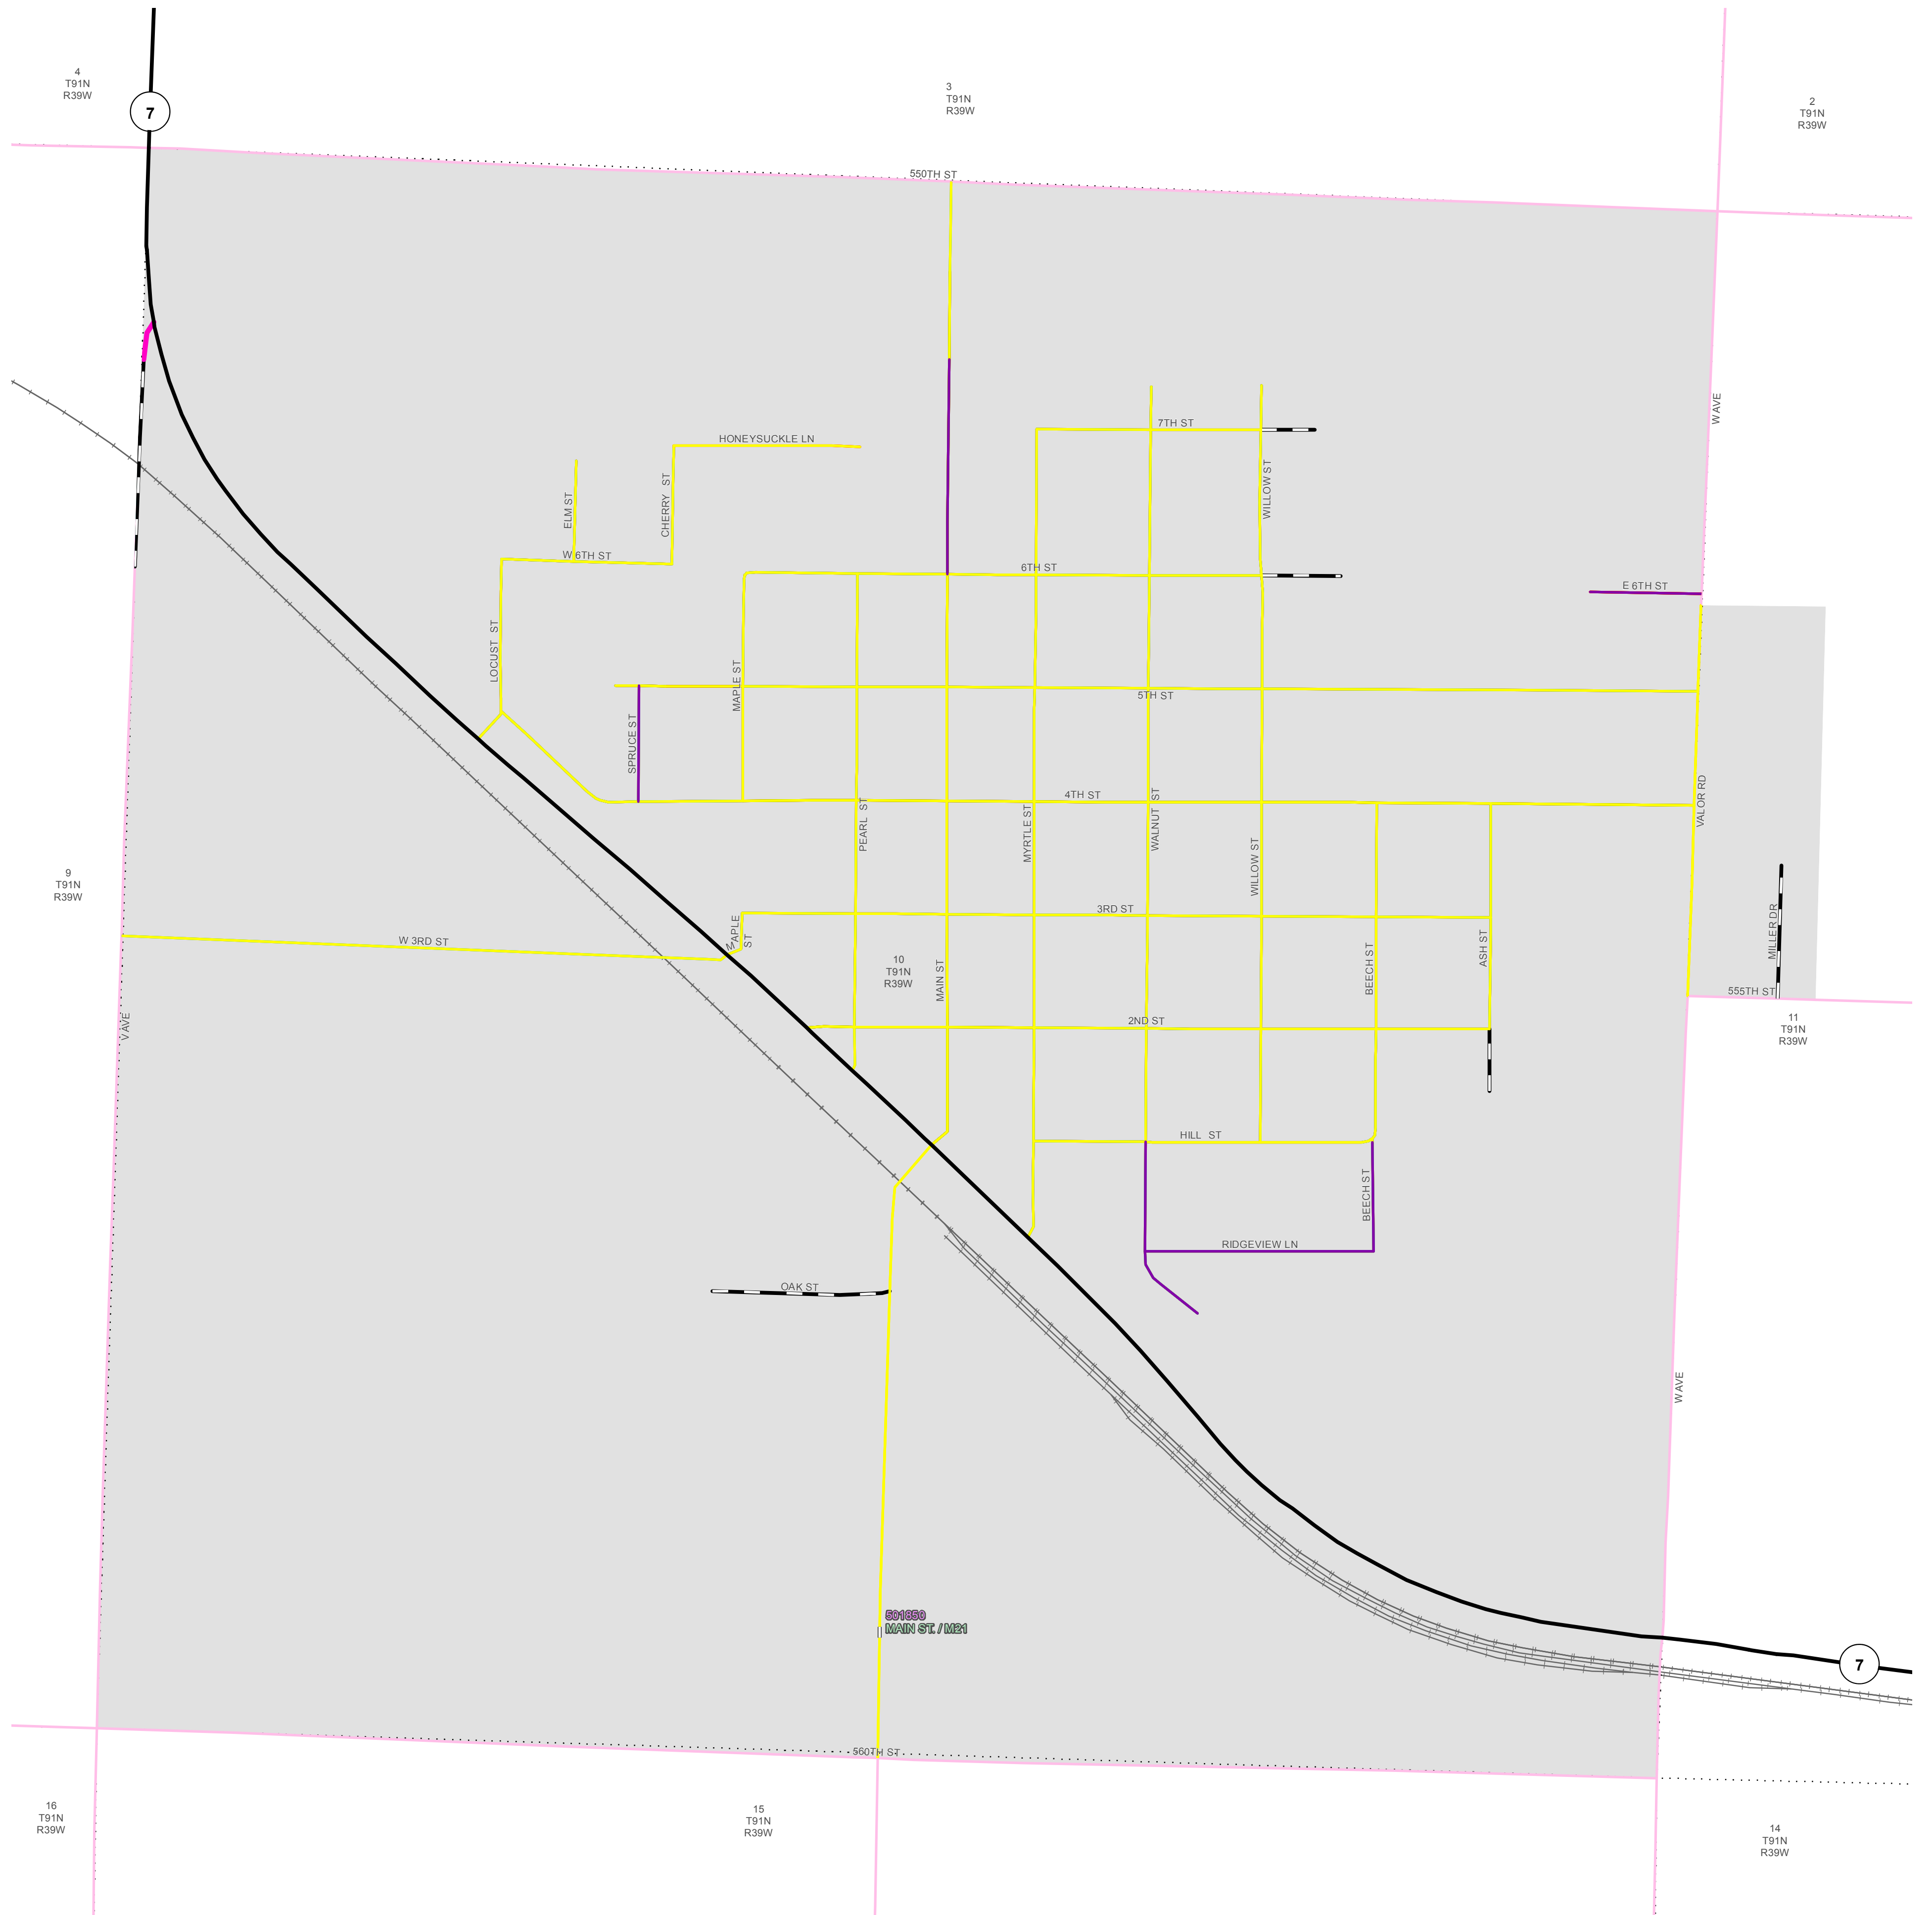 4
T91N
R39W
7
3
T91N
R39W
2
T91N
R39W
550TH ST
W AVE
7TH ST
HONEYSUCKLE LN
ELM ST
CHERRY ST
WILLOW ST
W 6TH ST
6TH ST
E 6TH ST
LOCUST ST
MAPLE ST
5TH ST
SPRUCE ST
4TH ST
VALOR RD
PEARL ST
MYRTLE ST
WALNUT ST
WILLOW ST
9
T91N
R39W
3RD ST
MAPLE
ST
W 3RD ST
10
T91N
R39W
MAIN ST
BEECH ST
ASH ST
MILLER DR
555TH ST
V AVE
2ND ST
11
T91N
R39W
HILL ST
BEECH ST
RIDGEVIEW LN
OAK ST
W AVE
501850
MAIN ST. / M21
7
560TH ST
16
T91N
R39W
15
T91N
R39W
14
T91N
R39W